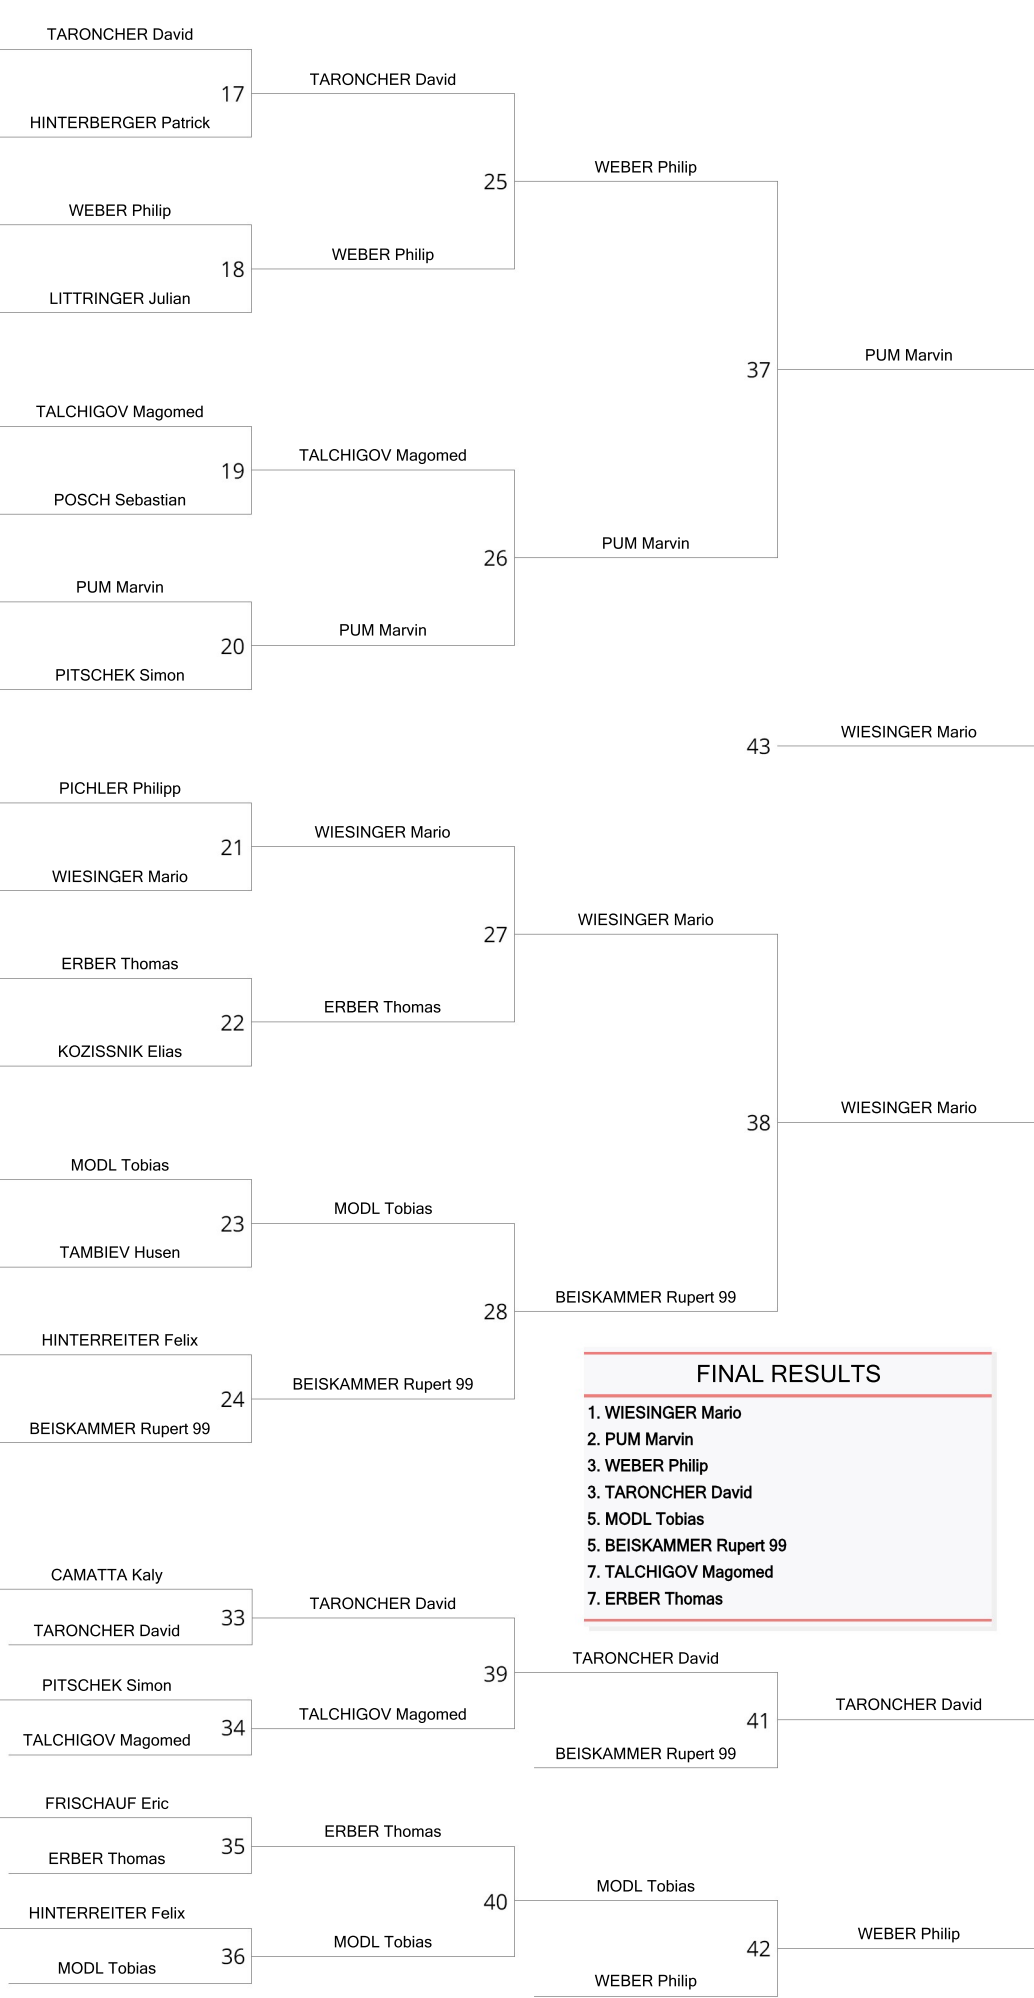 TARONCHER David
17
TARONCHER David
HINTERBERGER Patrick
25
WEBER Philip
WEBER Philip
18
WEBER Philip
LITTRINGER Julian
37
PUM Marvin
TALCHIGOV Magomed
19
TALCHIGOV Magomed
POSCH Sebastian
26
PUM Marvin
PUM Marvin
20
PUM Marvin
PITSCHEK Simon
43
WIESINGER Mario
PICHLER Philipp
21
WIESINGER Mario
WIESINGER Mario
27
WIESINGER Mario
ERBER Thomas
22
ERBER Thomas
KOZISSNIK Elias
38
WIESINGER Mario
MODL Tobias
23
MODL Tobias
TAMBIEV Husen
28
BEISKAMMER Rupert 99
HINTERREITER Felix
24
BEISKAMMER Rupert 99
BEISKAMMER Rupert 99
FINAL RESULTS
1. WIESINGER Mario
2. PUM Marvin
3. WEBER Philip
3. TARONCHER David
5. MODL Tobias
5. BEISKAMMER Rupert 99
7. TALCHIGOV Magomed
7. ERBER Thomas
CAMATTA Kaly
33
TARONCHER David
TARONCHER David
39
TARONCHER David
PITSCHEK Simon
34
TALCHIGOV Magomed
TALCHIGOV Magomed
41
TARONCHER David
BEISKAMMER Rupert 99
FRISCHAUF Eric
35
ERBER Thomas
ERBER Thomas
40
MODL Tobias
HINTERREITER Felix
36
MODL Tobias
MODL Tobias
42
WEBER Philip
WEBER Philip